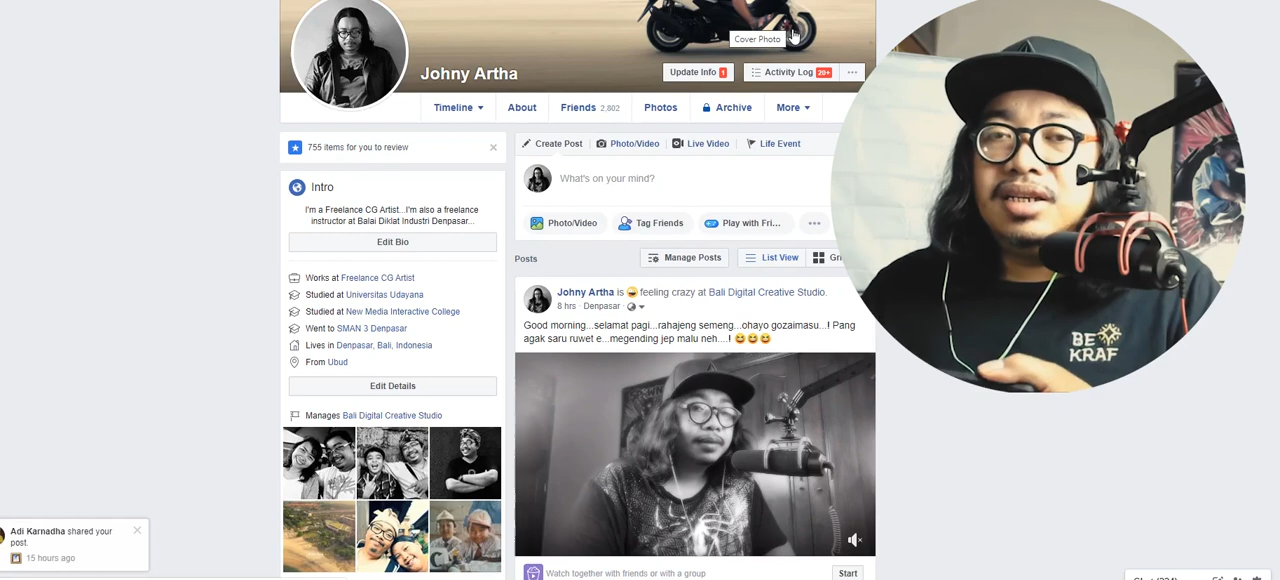 Cover Photo
Johny Artha
Update Info 1
Activity Log 20+
Timeline
About
Friends 2,802
Photos
Archive
More
755 items for you to review
Intro
I'm a Freelance CG Artist...I'm also a freelance
instructor at Balai Diklat Industri Denpasar...
Edit Bio
Works at Freelance CG Artist
Studied at Universitas Udayana
Studied at New Media Interactive College
Went to SMAN 3 Denpasar
Lives in Denpasar, Bali, Indonesia
From Ubud
Edit Details
Manages Bali Digital Creative Studio
Create Post
Photo/Video
Live Video
Life Event
What's on your mind?
Photo/Video
Tag Friends
Play with Fri...
Posts
Manage Posts
List View
Johny Artha is 😜 feeling crazy at Bali Digital Creative Studio.
8 hrs · Denpasar ·
Good morning...selamat pagi...rahajeng semeng...ohayo gozaimasu...! Pang
agak saru ruwet e...megending jep malu neh....! 😆😆😆
Watch together with friends or with a group
Start
BE
KRAF
Adi Karnadha shared your
post.
15 hours ago